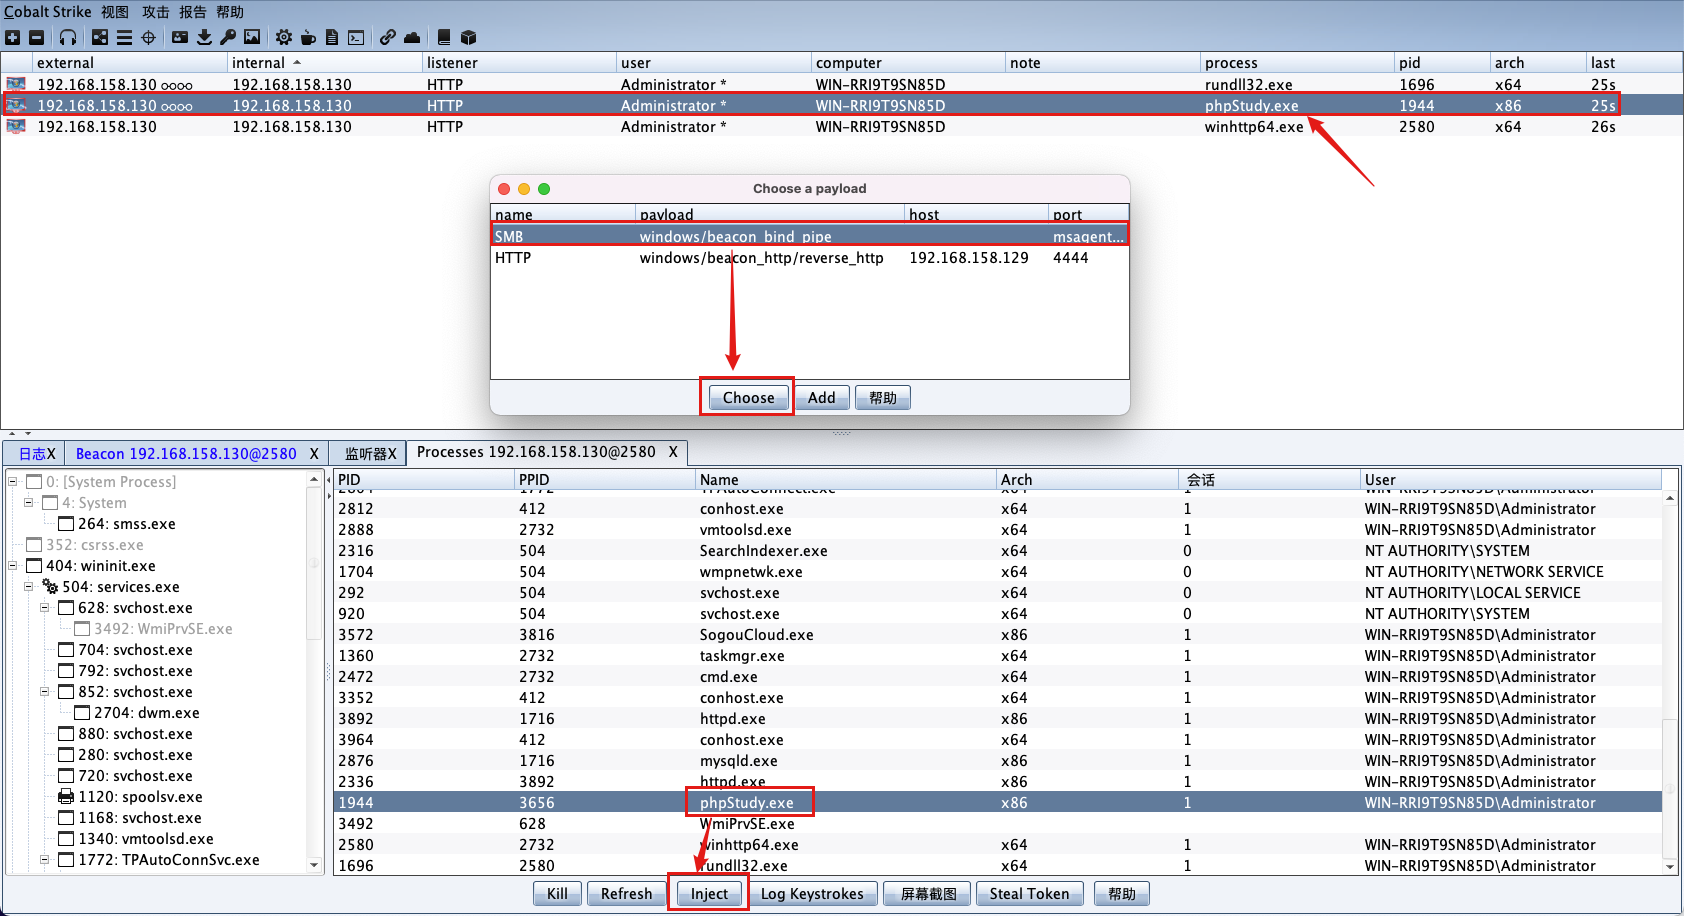 Cobalt Strike 视图 攻击 报告 帮助
external internal listener user computer note process pid arch last
192.168.158.130 oooo 192.168.158.130 HTTP Administrator * WIN-RRI9T9SN85D rundll32.exe 1696 x64 25s
192.168.158.130 oooo 192.168.158.130 HTTP Administrator * WIN-RRI9T9SN85D phpStudy.exe 1944 x86 25s
192.168.158.130 192.168.158.130 HTTP Administrator * WIN-RRI9T9SN85D winhttp64.exe 2580 x64 26s
Choose a payload
name payload host port
SMB windows/beacon_bind_pipe msagent...
HTTP windows/beacon_http/reverse_http 192.168.158.129 4444
Choose Add 帮助
日志X Beacon 192.168.158.130@2580 X 监听器X Processes 192.168.158.130@2580 X
0: [System Process]
4: System
264: smss.exe
352: csrss.exe
404: wininit.exe
504: services.exe
628: svchost.exe
3492: WmiPrvSE.exe
704: svchost.exe
792: svchost.exe
852: svchost.exe
2704: dwm.exe
880: svchost.exe
280: svchost.exe
720: svchost.exe
1120: spoolsv.exe
1168: svchost.exe
1340: vmtoolsd.exe
1772: TPAutoConnSvc.exe
PID PPID Name Arch 会话 User
2812 412 conhost.exe x64 1 WIN-RRI9T9SN85D\Administrator
2888 2732 vmtoolsd.exe x64 1 WIN-RRI9T9SN85D\Administrator
2316 504 SearchIndexer.exe x64 0 NT AUTHORITY\SYSTEM
1704 504 wmpnetwk.exe x64 0 NT AUTHORITY\NETWORK SERVICE
292 504 svchost.exe x64 0 NT AUTHORITY\LOCAL SERVICE
920 504 svchost.exe x64 0 NT AUTHORITY\SYSTEM
3572 3816 SogouCloud.exe x86 1 WIN-RRI9T9SN85D\Administrator
1360 2732 taskmgr.exe x64 1 WIN-RRI9T9SN85D\Administrator
2472 2732 cmd.exe x64 1 WIN-RRI9T9SN85D\Administrator
3352 412 conhost.exe x64 1 WIN-RRI9T9SN85D\Administrator
3892 1716 httpd.exe x86 1 WIN-RRI9T9SN85D\Administrator
3964 412 conhost.exe x64 1 WIN-RRI9T9SN85D\Administrator
2876 1716 mysqld.exe x86 1 WIN-RRI9T9SN85D\Administrator
2336 3892 httpd.exe x86 1 WIN-RRI9T9SN85D\Administrator
1944 3656 phpStudy.exe x86 1 WIN-RRI9T9SN85D\Administrator
3492 628 WmiPrvSE.exe
2580 2732 winhttp64.exe x64 1 WIN-RRI9T9SN85D\Administrator
1696 2580 rundll32.exe x64 1 WIN-RRI9T9SN85D\Administrator
Kill Refresh Inject Log Keystrokes 屏幕截图 Steal Token 帮助